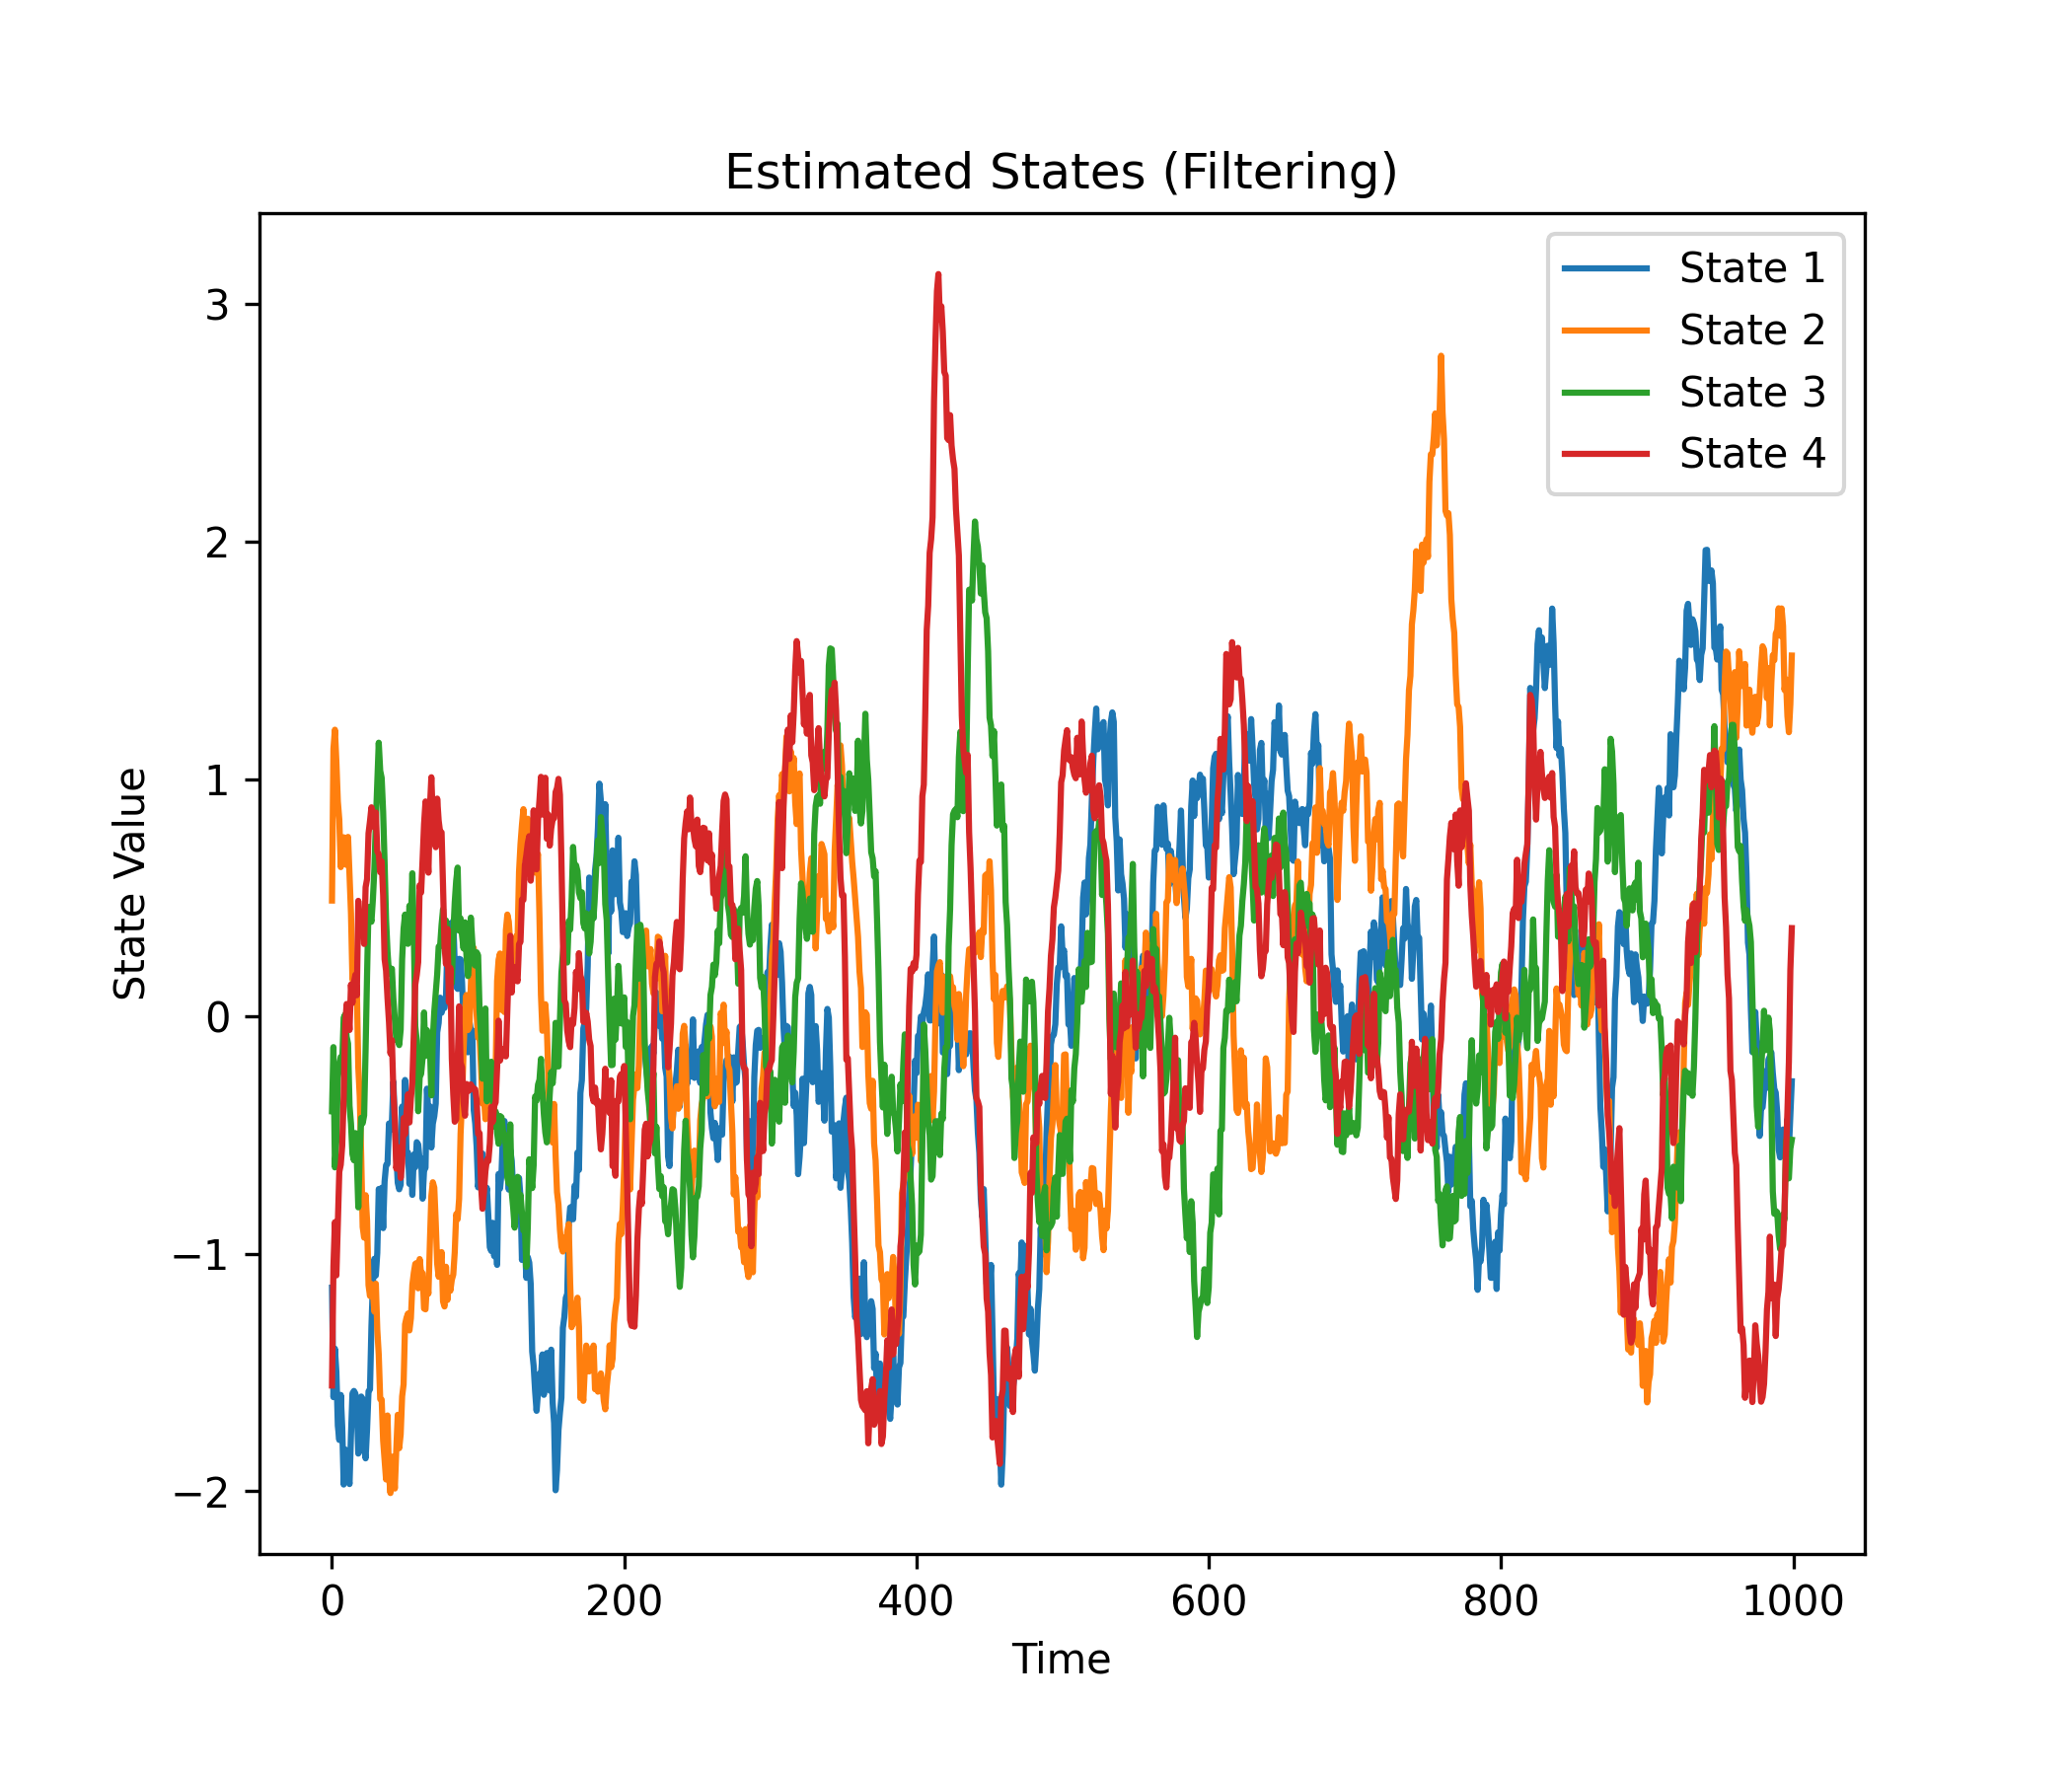 Estimated States (Filtering)
State 1
State 2
State 3
State 4
3
2
1
0
−1
−2
State Value
0 200 400 600 800 1000
Time